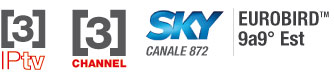 [3]
IPtv
[3]
CHANNEL
SKY
CANALE 872
EUROBIRD™
9a9° Est